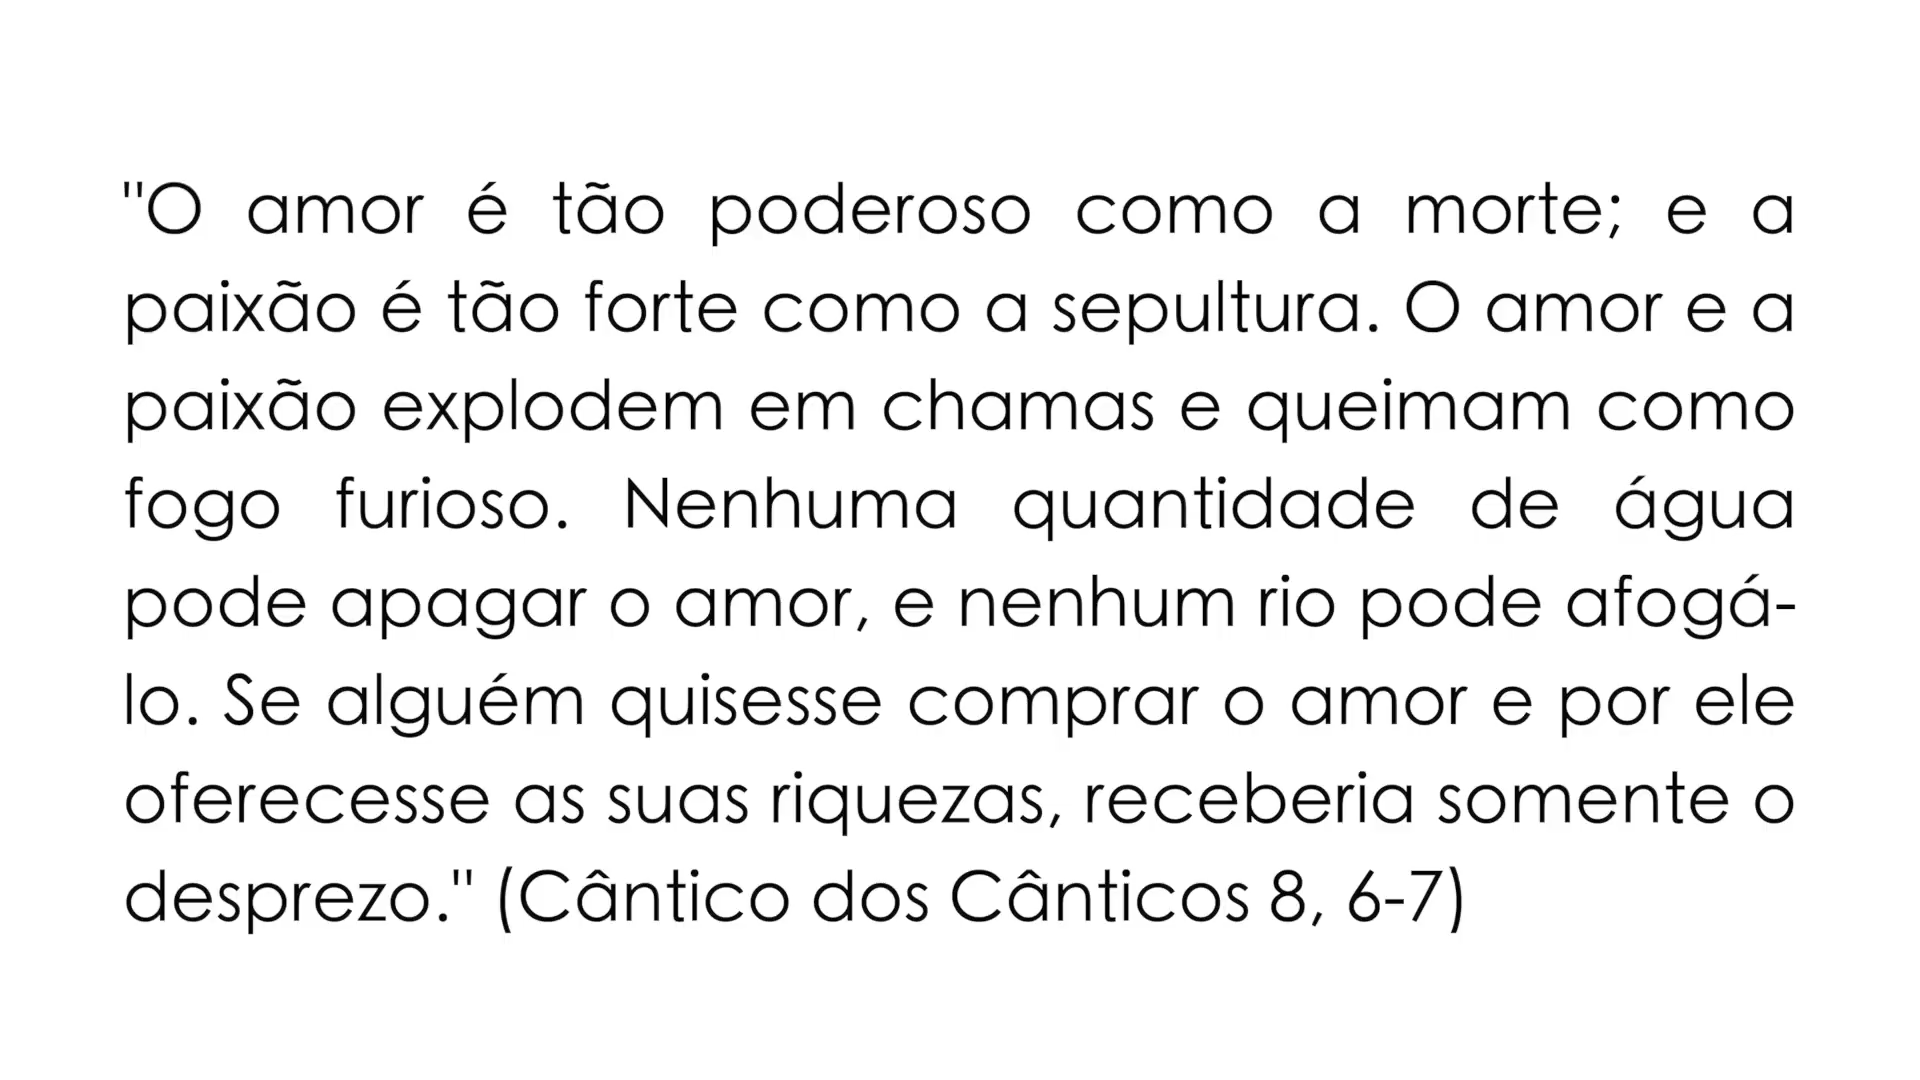 "O amor é tão poderoso como a morte; e a
paixão é tão forte como a sepultura. O amor e a
paixão explodem em chamas e queimam como
fogo furioso. Nenhuma quantidade de água
pode apagar o amor, e nenhum rio pode afogá-
lo. Se alguém quisesse comprar o amor e por ele
oferecesse as suas riquezas, receberia somente o
desprezo." (Cântico dos Cânticos 8, 6-7)